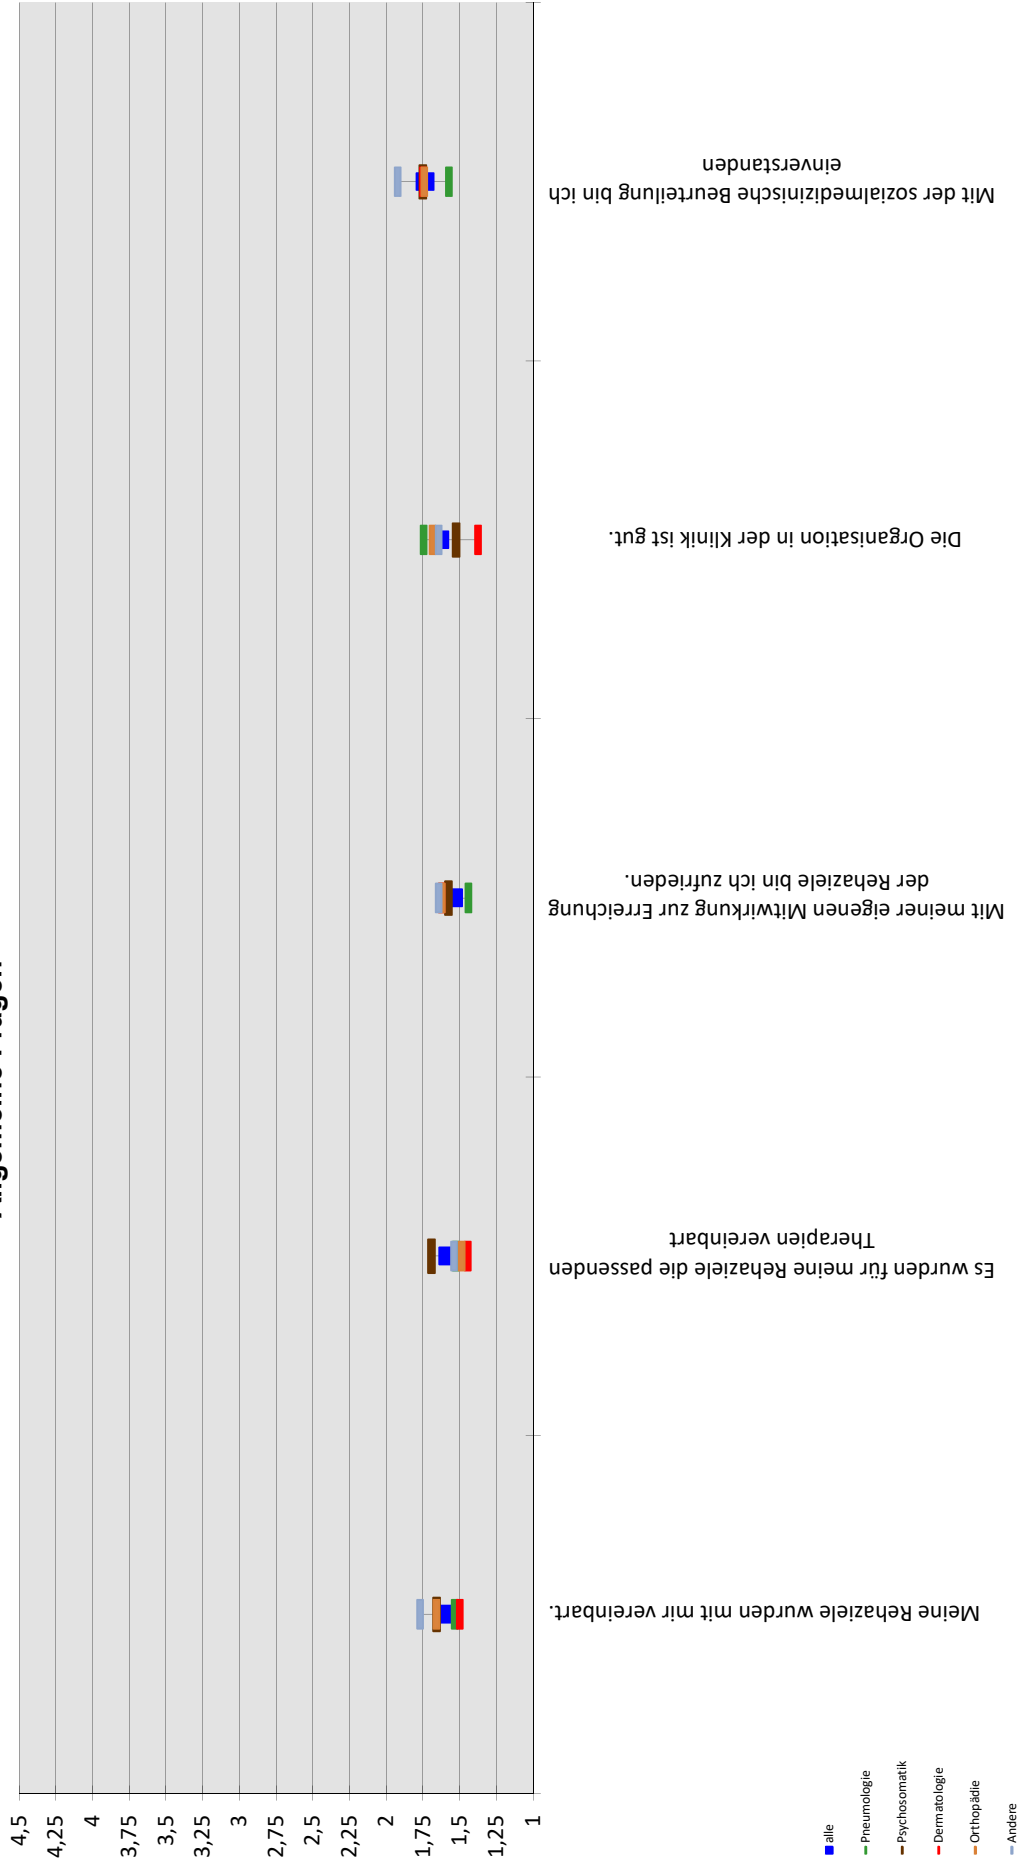 4,5
4,25
4
3,75
3,5
3,25
3
2,75
2,5
2,25
2
1,75
1,5
1,25
1
Meine Rehaziele wurden mit mir vereinbart.
Es wurden für meine Rehaziele die passenden
Therapien vereinbart
Mit meiner eigenen Mitwirkung zur Erreichung
der Rehaziele bin ich zufrieden.
Die Organisation in der Klinik ist gut.
Mit der sozialmedizinische Beurteilung bin ich
einverstanden
alle
Pneumologie
Psychosomatik
Dermatologie
Orthopädie
Andere